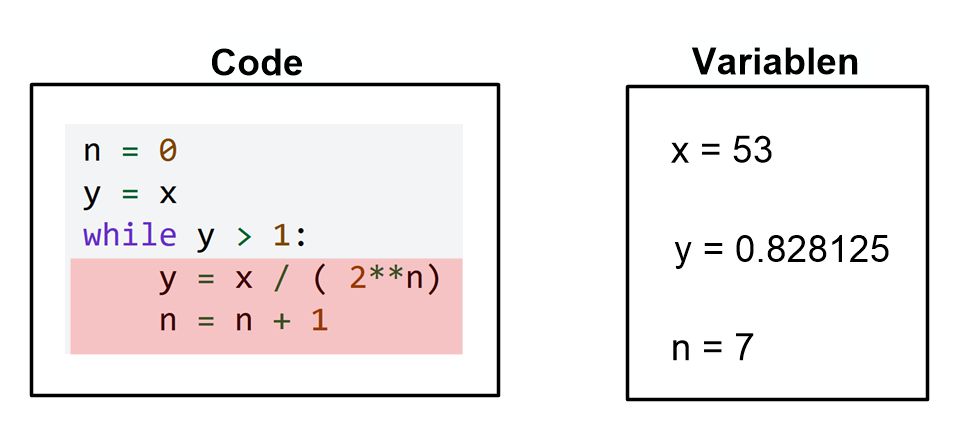 Code
n = 0
y = x
while y > 1:
    y = x / ( 2**n)
    n = n + 1
Variablen
x = 53
y = 0.828125
n = 7